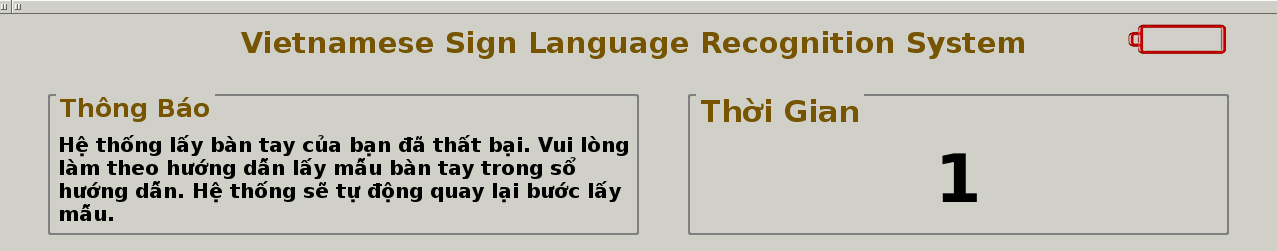 Vietnamese Sign Language Recognition System
Thông Báo
Hệ thống lấy bàn tay của bạn đã thất bại. Vui lòng
làm theo hướng dẫn lấy mẫu bàn tay trong sổ
hướng dẫn. Hệ thống sẽ tự động quay lại bước lấy
mẫu.
Thời Gian
1